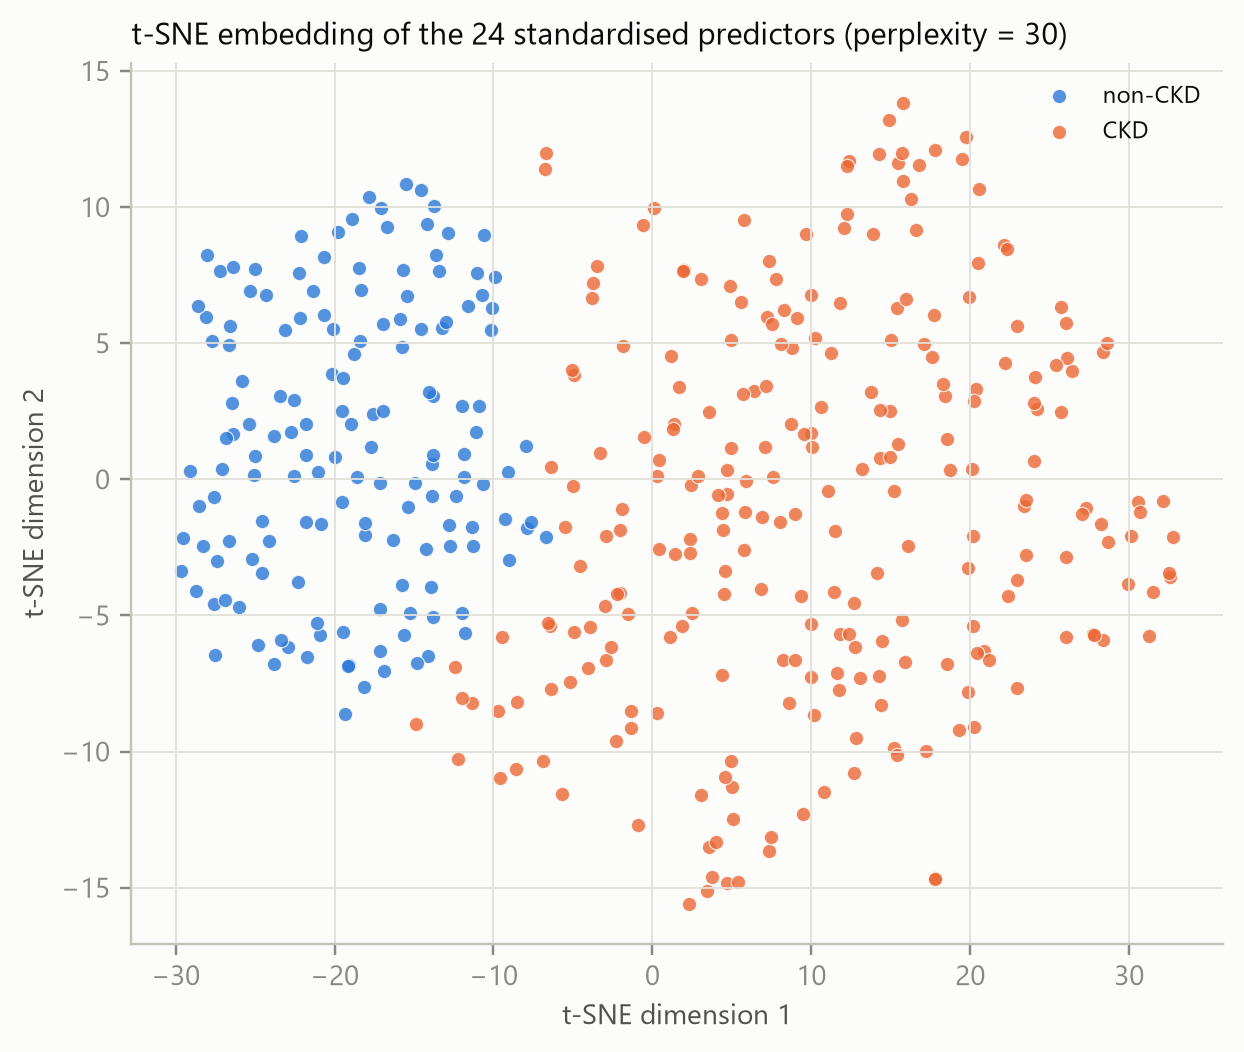 t-SNE embedding of the 24 standardised predictors (perplexity = 30)
non-CKD
CKD
15
10
5
0
−5
−10
−15
t-SNE dimension 2
−30
−20
−10
0
10
20
30
t-SNE dimension 1